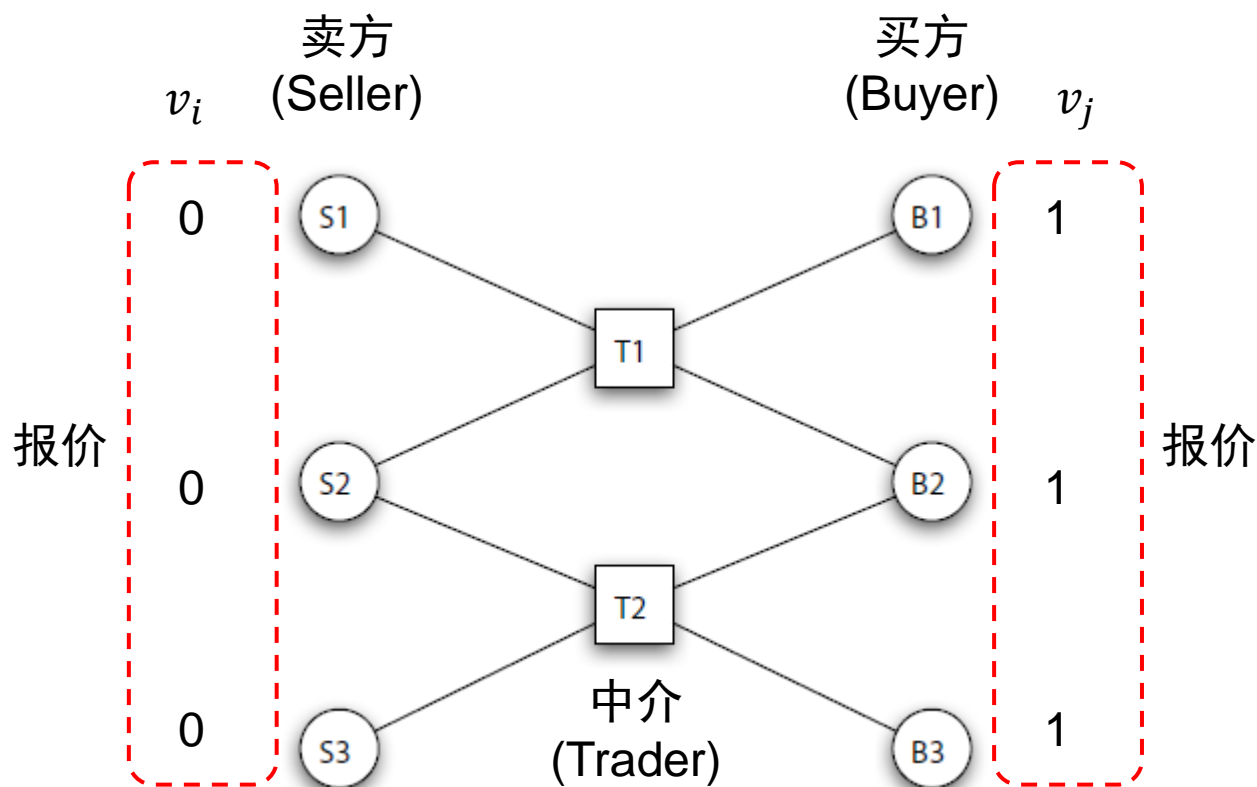 卖方
(Seller)
买方
(Buyer)
v_i
v_j
0
S1
B1
1
T1
报价
0
S2
B2
1
报价
T2
中介
(Trader)
0
S3
B3
1